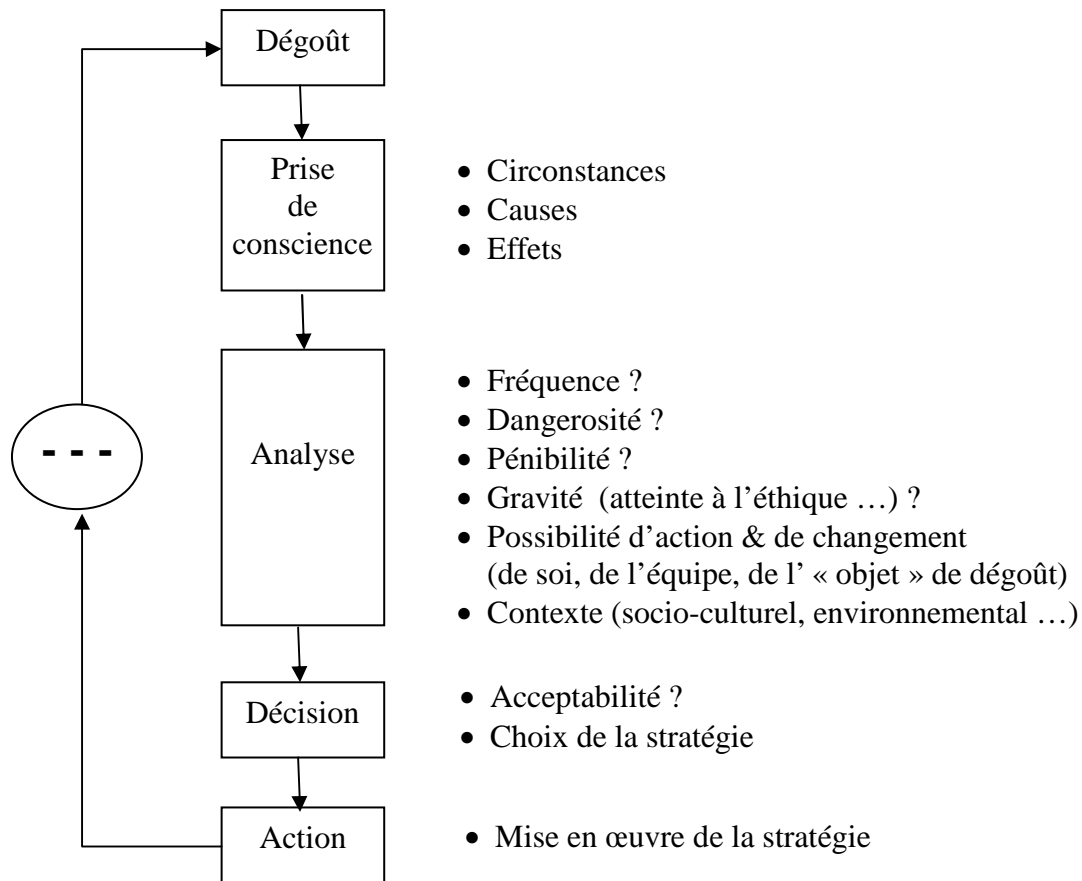 Dégoût
Prise
de
conscience
• Circonstances
• Causes
• Effets
Analyse
• Fréquence ?
• Dangerosité ?
• Pénibilité ?
• Gravité (atteinte à l’éthique …) ?
• Possibilité d’action & de changement
(de soi, de l’équipe, de l’ « objet » de dégoût)
• Contexte (socio-culturel, environnemental …)
- - -
Décision
• Acceptabilité ?
• Choix de la stratégie
Action
• Mise en œuvre de la stratégie